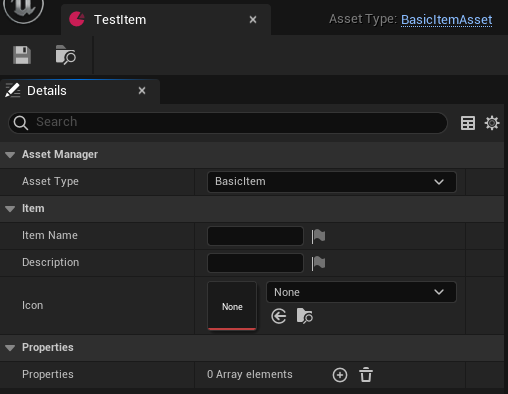 TestItem
Asset Type: BasicItemAsset
Details
Search
Asset Manager
Asset Type BasicItem
Item
Item Name
Description
Icon None None
Properties
Properties 0 Array elements